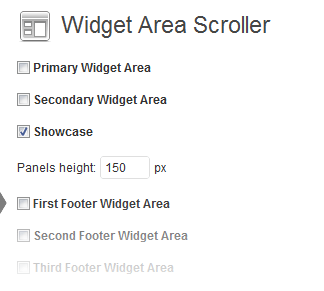 Widget Area Scroller
Primary Widget Area
Secondary Widget Area
Showcase
Panels height: 150 px
First Footer Widget Area
Second Footer Widget Area
Third Footer Widget Area